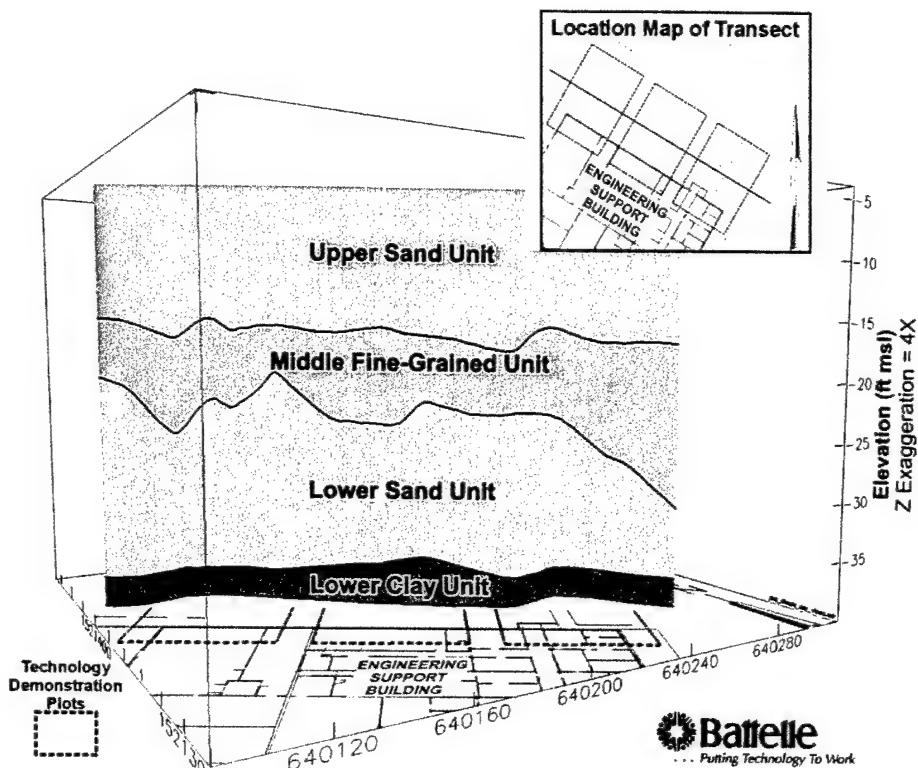 Location Map of Transect
ENGINEERING
SUPPORT
BUILDING
Upper Sand Unit
Middle Fine-Grained Unit
Lower Sand Unit
Lower Clay Unit
-5
-10
-15
-20
-25
-30
-35
Elevation (ft msl)
Z Exaggeration = 4X
ENGINEERING
SUPPORT
BUILDING
640120
640160
640200
640240
640280
Technology
Demonstration
Plots
Battelle
. . . Putting Technology To Work